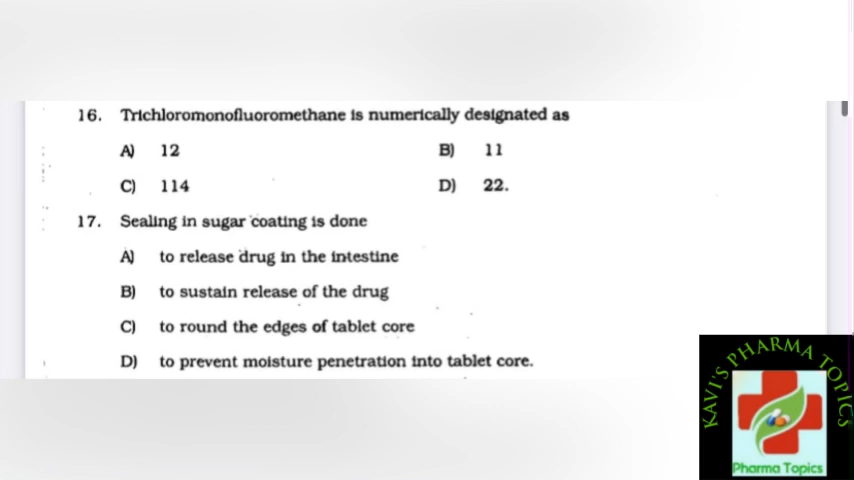 16. Trichloromonofluoromethane is numerically designated as
A) 12 B) 11
C) 114 D) 22.
17. Sealing in sugar coating is done
A) to release drug in the intestine
B) to sustain release of the drug
C) to round the edges of tablet core
D) to prevent moisture penetration into tablet core.
KAVI'S PHARMA TOPICS
Pharma Topics